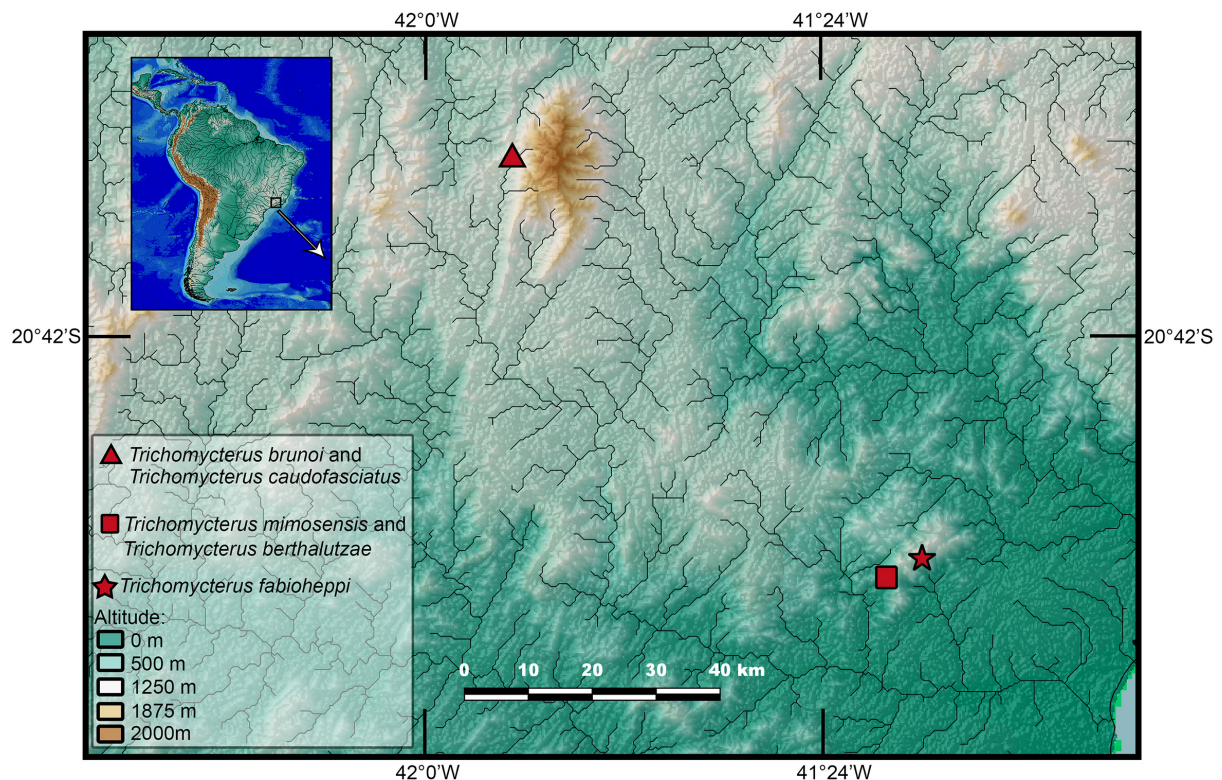 42°0’W 41°24’W
20°42’S 20°42’S
Trichomycterus brunoi and
Trichomycterus caudofasciatus
Trichomycterus mimosensis and
Trichomycterus berthalutzae
Trichomycterus fabioheppi
Altitude:
0 m
500 m
1250 m
1875 m
2000m
0 10 20 30 40 km
42°0’W 41°24’W